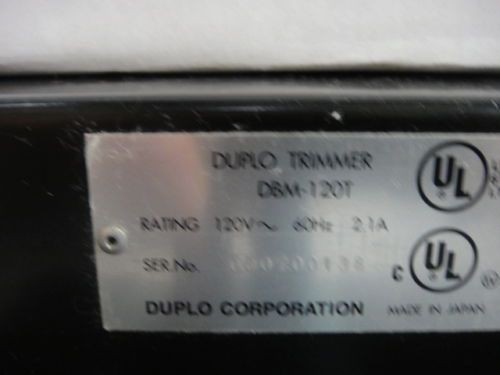 DUPLO TRIMMER
DBM-120T
RATING 120V~ 60Hz 2.1A
SER.No.
DUPLO CORPORATION MADE IN JAPAN
UL
C UL